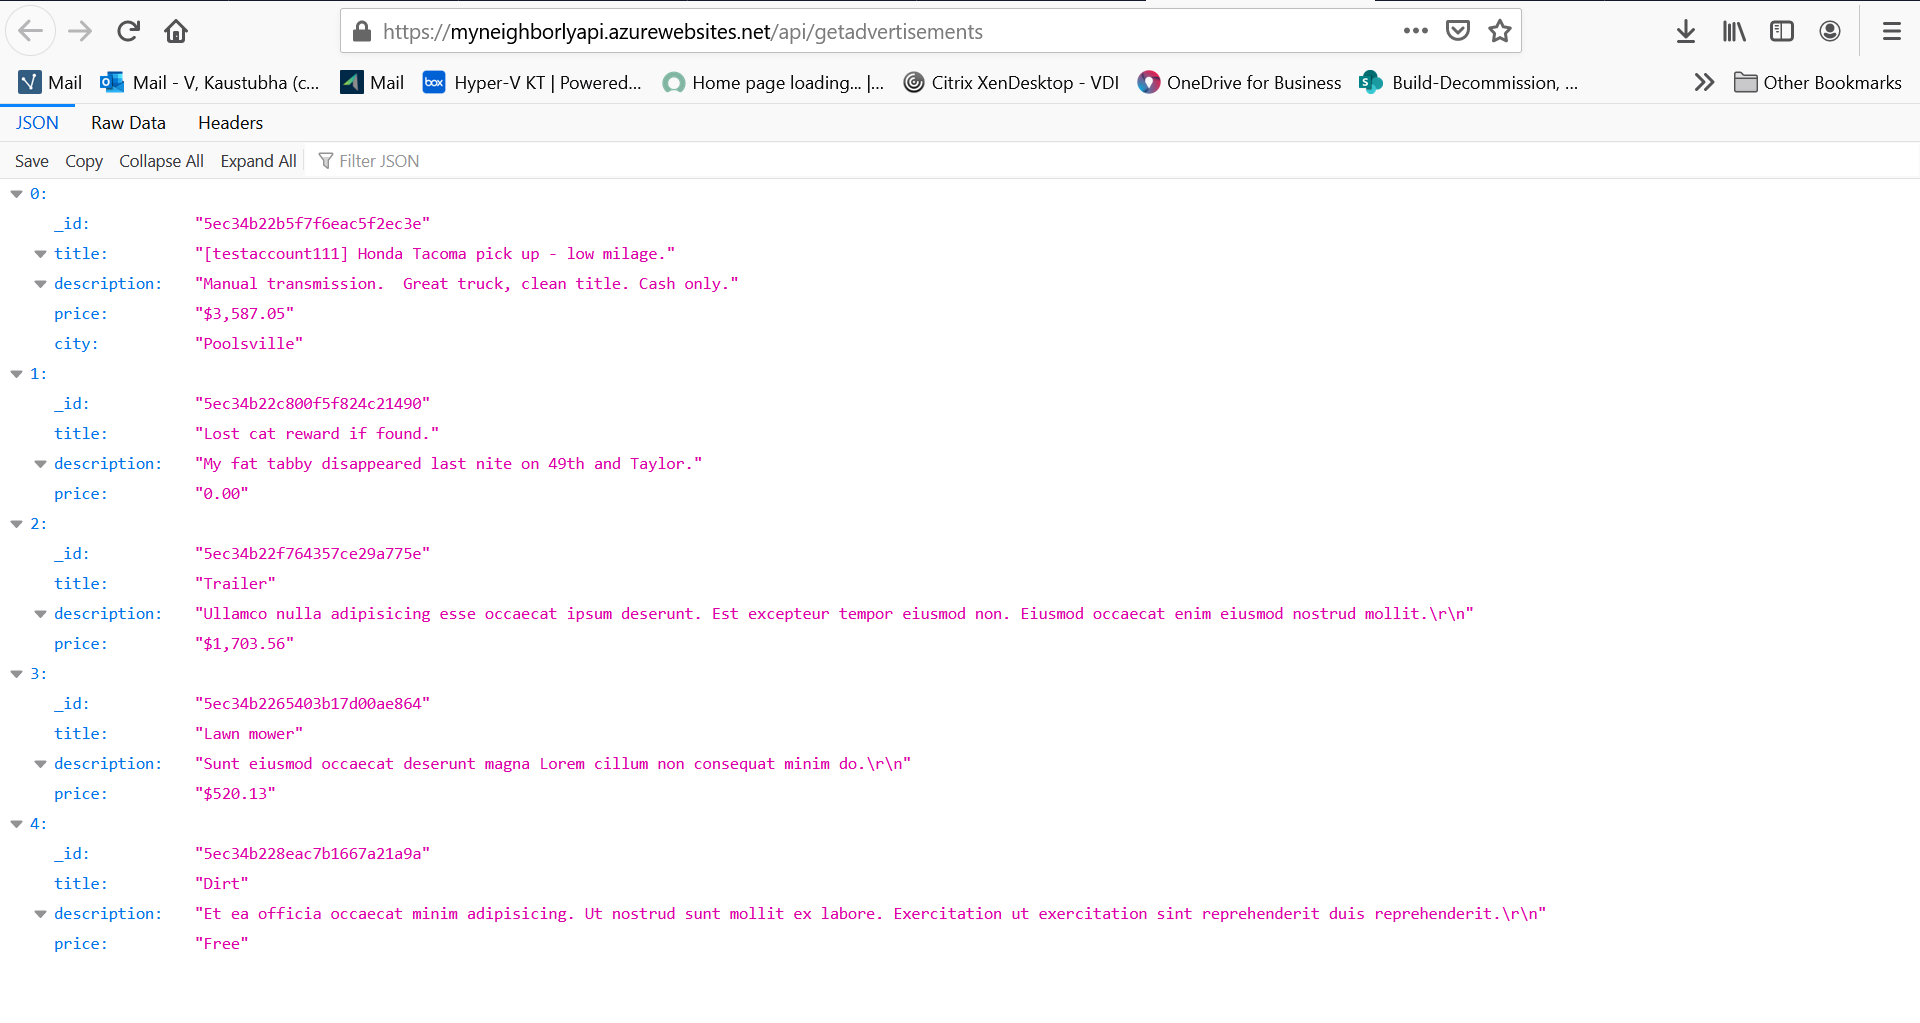 https://myneighborlyapi.azurewebsites.net/api/getadvertisements
Mail Mail - V, Kaustubha (c... Mail box Hyper-V KT | Powered... Home page loading... |... Citrix XenDesktop - VDI OneDrive for Business Build-Decommission, ... Other Bookmarks
JSON Raw Data Headers
Save Copy Collapse All Expand All Filter JSON
0:
_id: "5ec34b22b5f7f6eac5f2ec3e"
title: "[testaccount111] Honda Tacoma pick up - low milage."
description: "Manual transmission.  Great truck, clean title. Cash only."
price: "$3,587.05"
city: "Poolsville"
1:
_id: "5ec34b22c800f5f824c21490"
title: "Lost cat reward if found."
description: "My fat tabby disappeared last nite on 49th and Taylor."
price: "0.00"
2:
_id: "5ec34b22f764357ce29a775e"
title: "Trailer"
description: "Ullamco nulla adipisicing esse occaecat ipsum deserunt. Est excepteur tempor eiusmod non. Eiusmod occaecat enim eiusmod nostrud mollit.\r\n"
price: "$1,703.56"
3:
_id: "5ec34b2265403b17d00ae864"
title: "Lawn mower"
description: "Sunt eiusmod occaecat deserunt magna Lorem cillum non consequat minim do.\r\n"
price: "$520.13"
4:
_id: "5ec34b228eac7b1667a21a9a"
title: "Dirt"
description: "Et ea officia occaecat minim adipisicing. Ut nostrud sunt mollit ex labore. Exercitation ut exercitation sint reprehenderit duis reprehenderit.\r\n"
price: "Free"